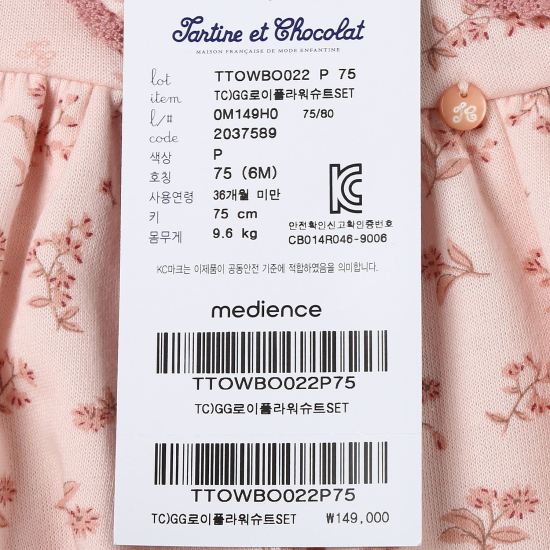 Tartine et Chocolat
MAISON FRANÇAISE DE MODE ENFANTINE
lot TTOWBO022 P 75
item TC)GG로이플라워슈트SET
l/# 0M149H0 75/80
code 2037589
색상 P
호칭 75 (6M)
사용연령 36개월 미만
키 75 cm
몸무게 9.6 kg
안전확인신고확인증번호
CB014R046-9006
KC마크는 이제품이 공동안전 기준에 적합하였음을 의미합니다.
medience
TTOWBO022P75
TC)GG로이플라워슈트SET
TTOWBO022P75
TC)GG로이플라워슈트SET ₩149,000